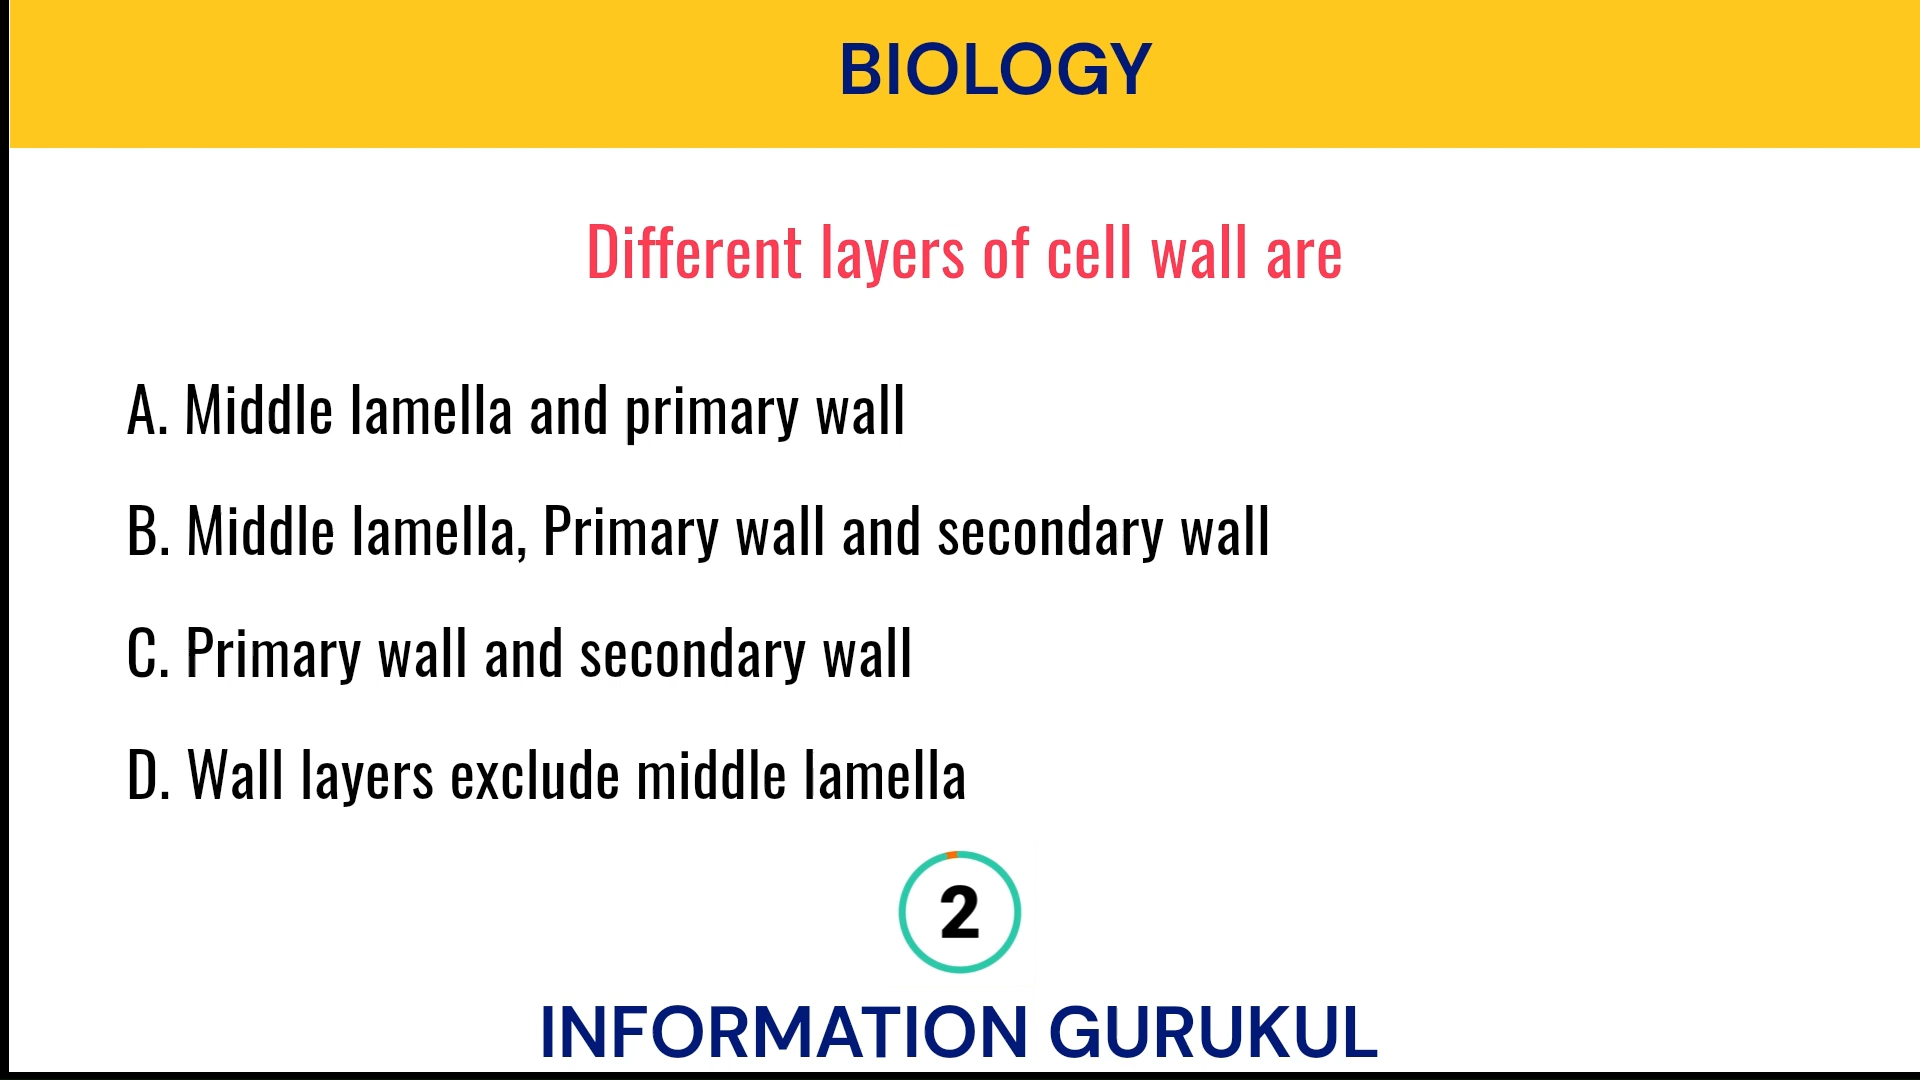 BIOLOGY
Different layers of cell wall are
A. Middle lamella and primary wall
B. Middle lamella, Primary wall and secondary wall
C. Primary wall and secondary wall
D. Wall layers exclude middle lamella
2
INFORMATION GURUKUL